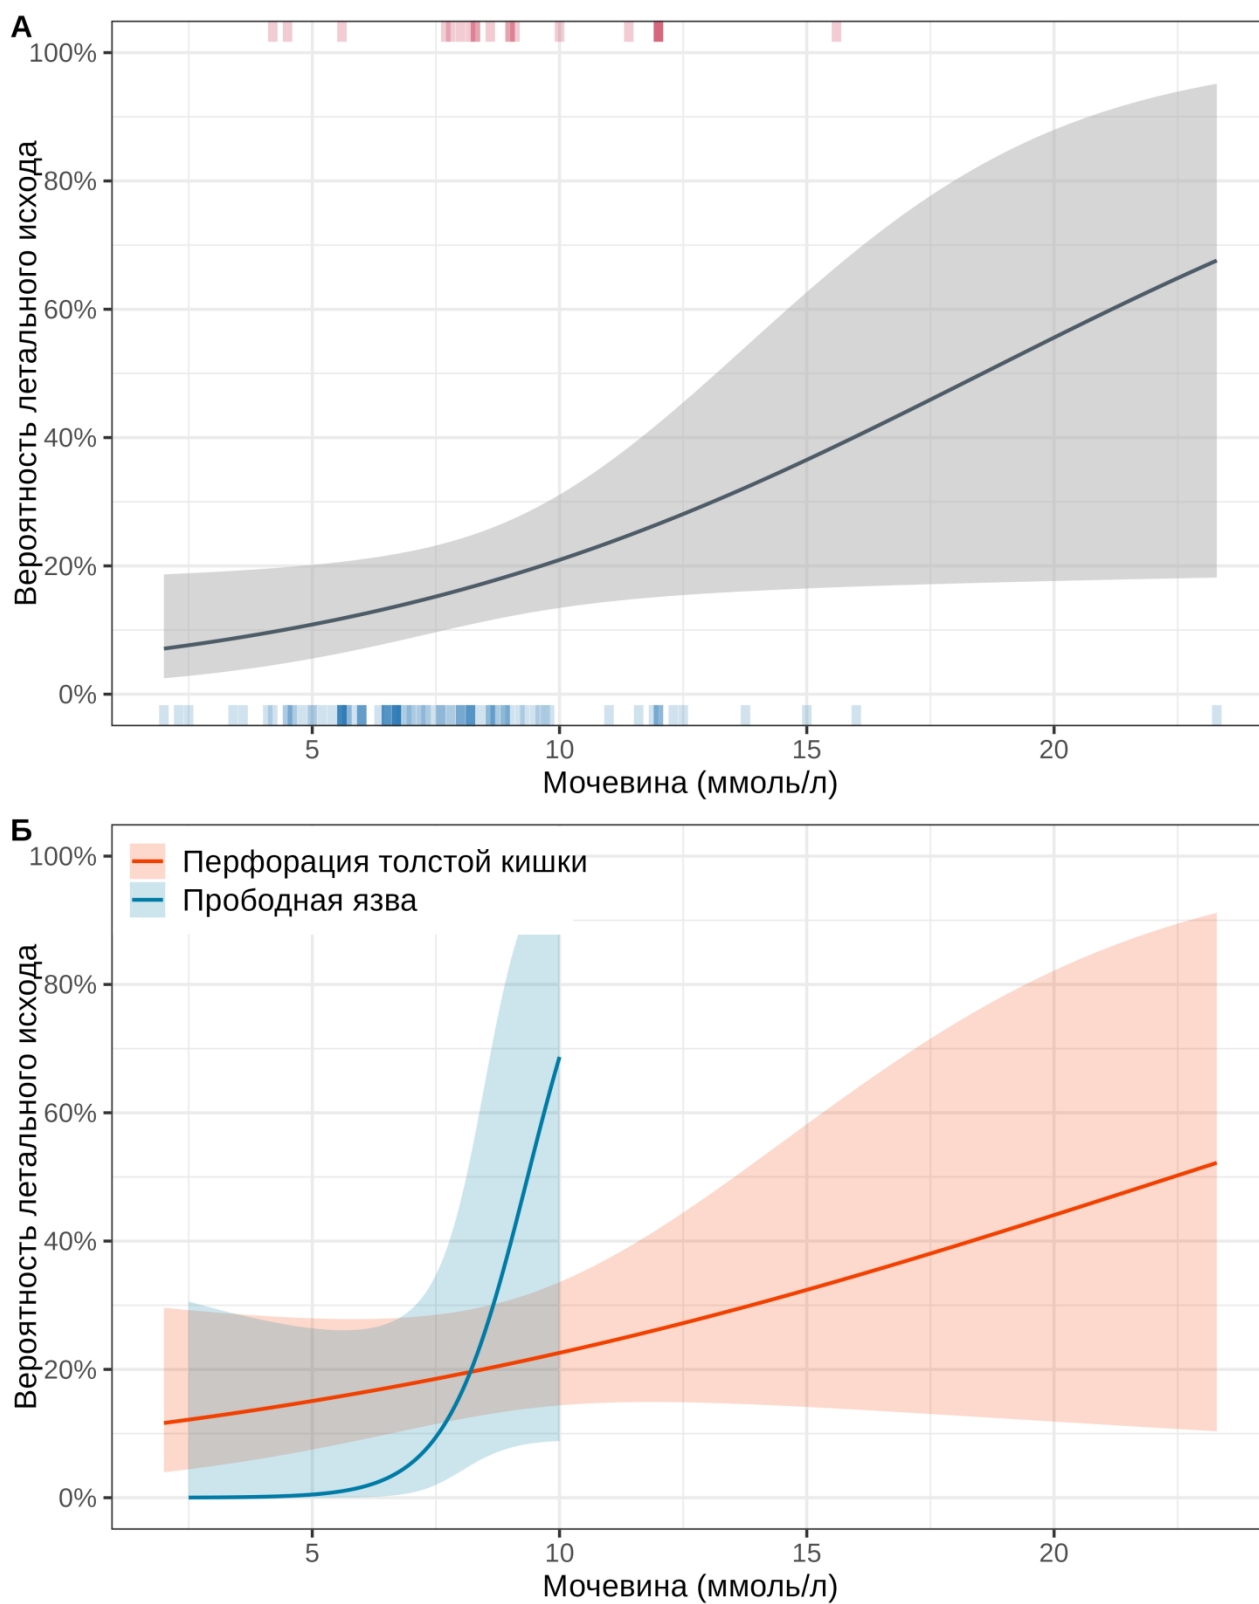 А
100%
80%
60%
40%
20%
0%
Вероятность летального исхода
5 10 15 20
Мочевина (ммоль/л)
Б
Перфорация толстой кишки
Прободная язва
100%
80%
60%
40%
20%
0%
Вероятность летального исхода
5 10 15 20
Мочевина (ммоль/л)